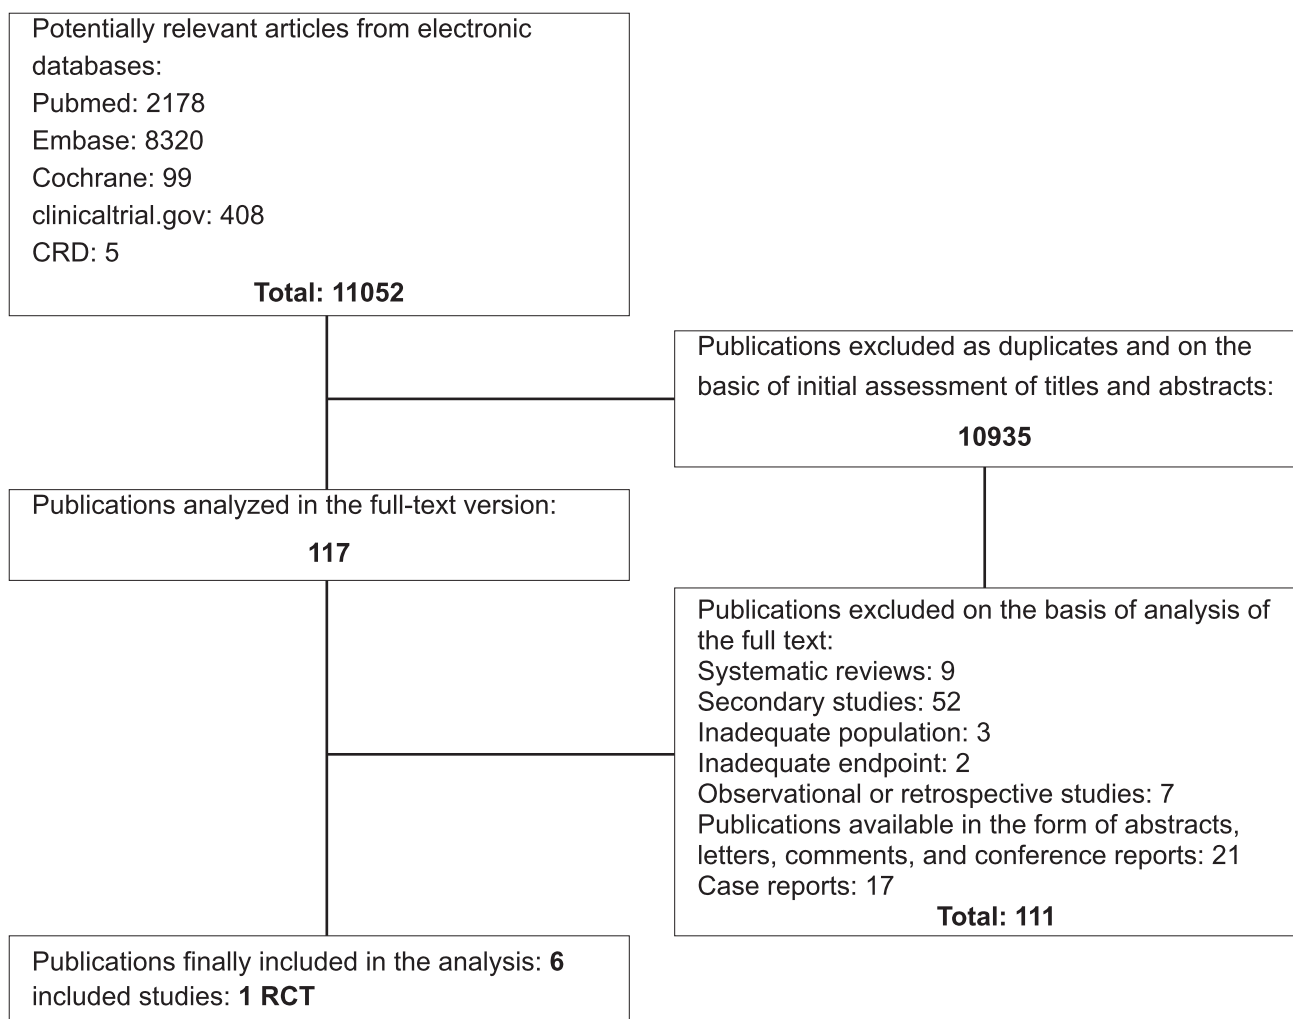 Potentially relevant articles from electronic
databases:
Pubmed: 2178
Embase: 8320
Cochrane: 99
clinicaltrial.gov: 408
CRD: 5
Total: 11052
Publications excluded as duplicates and on the
basic of initial assessment of titles and abstracts:
10935
Publications analyzed in the full-text version:
117
Publications excluded on the basis of analysis of
the full text:
Systematic reviews: 9
Secondary studies: 52
Inadequate population: 3
Inadequate endpoint: 2
Observational or retrospective studies: 7
Publications available in the form of abstracts,
letters, comments, and conference reports: 21
Case reports: 17
Total: 111
Publications finally included in the analysis: 6
included studies: 1 RCT